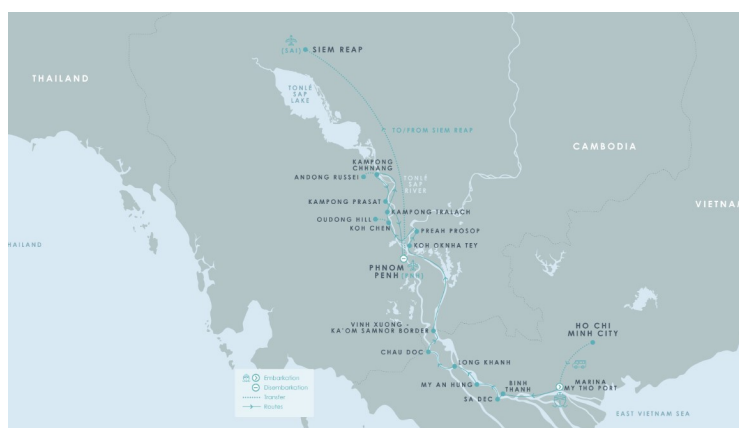 (SAI) SIEM REAP
THAILAND
TONLÉ
SAP
LAKE
TO/FROM SIEM REAP
CAMBODIA
KAMPONG
CHHNANG
ANDONG RUSSEI
TONLÉ
SAP
RIVER
KAMPONG PRASAT
VIETNAM
KAMPONG TRALACH
OUDONG HILL
KOH CHEN
PREAH PROSOP
HAILAND
KOH OKNHA TEY
PHNOM
PENH (PNH)
VINH XUONG -
KA'OM SAMNOR BORDER
HO CHI
MINH CITY
CHAU DOC
LONG KHANH
MY AN HUNG
BINH
THANH
MARINA
MY THO PORT
SA DEC
EAST VIETNAM SEA
Embarkation
Disembarkation
Transfer
Routes